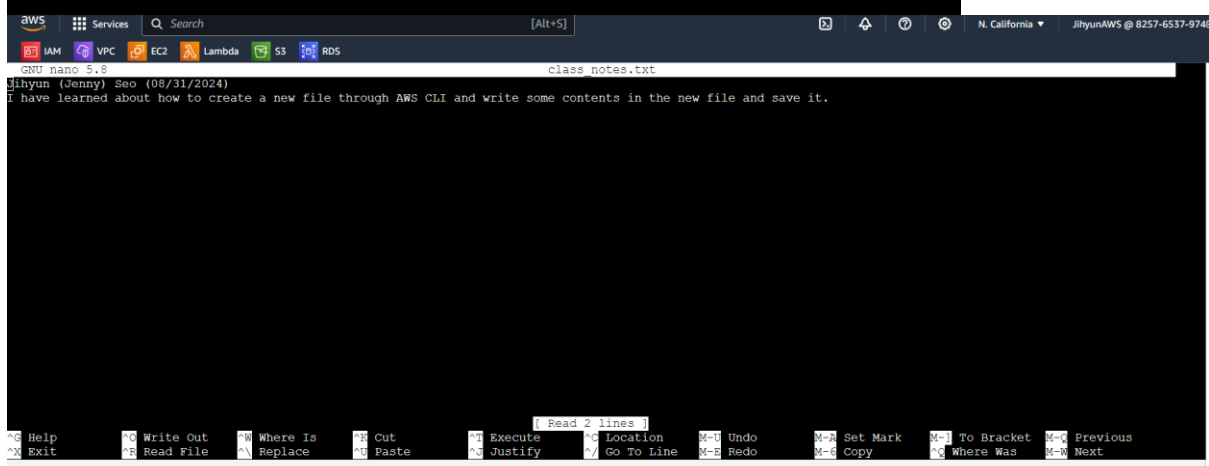 aws Services Search [Alt+S] N. California ▼ JihyunAWS @ 8257-6537-9748
IAM VPC EC2 Lambda S3 RDS
GNU nano 5.8 class_notes.txt
Jihyun (Jenny) Seo (08/31/2024)
I have learned about how to create a new file through AWS CLI and write some contents in the new file and save it.
[ Read 2 lines ]
^G Help ^O Write Out ^W Where Is ^K Cut ^T Execute ^C Location M-U Undo M-A Set Mark M-] To Bracket M-Q Previous
^X Exit ^R Read File ^\ Replace ^U Paste ^J Justify ^/ Go To Line M-E Redo M-6 Copy ^Q Where Was M-W Next